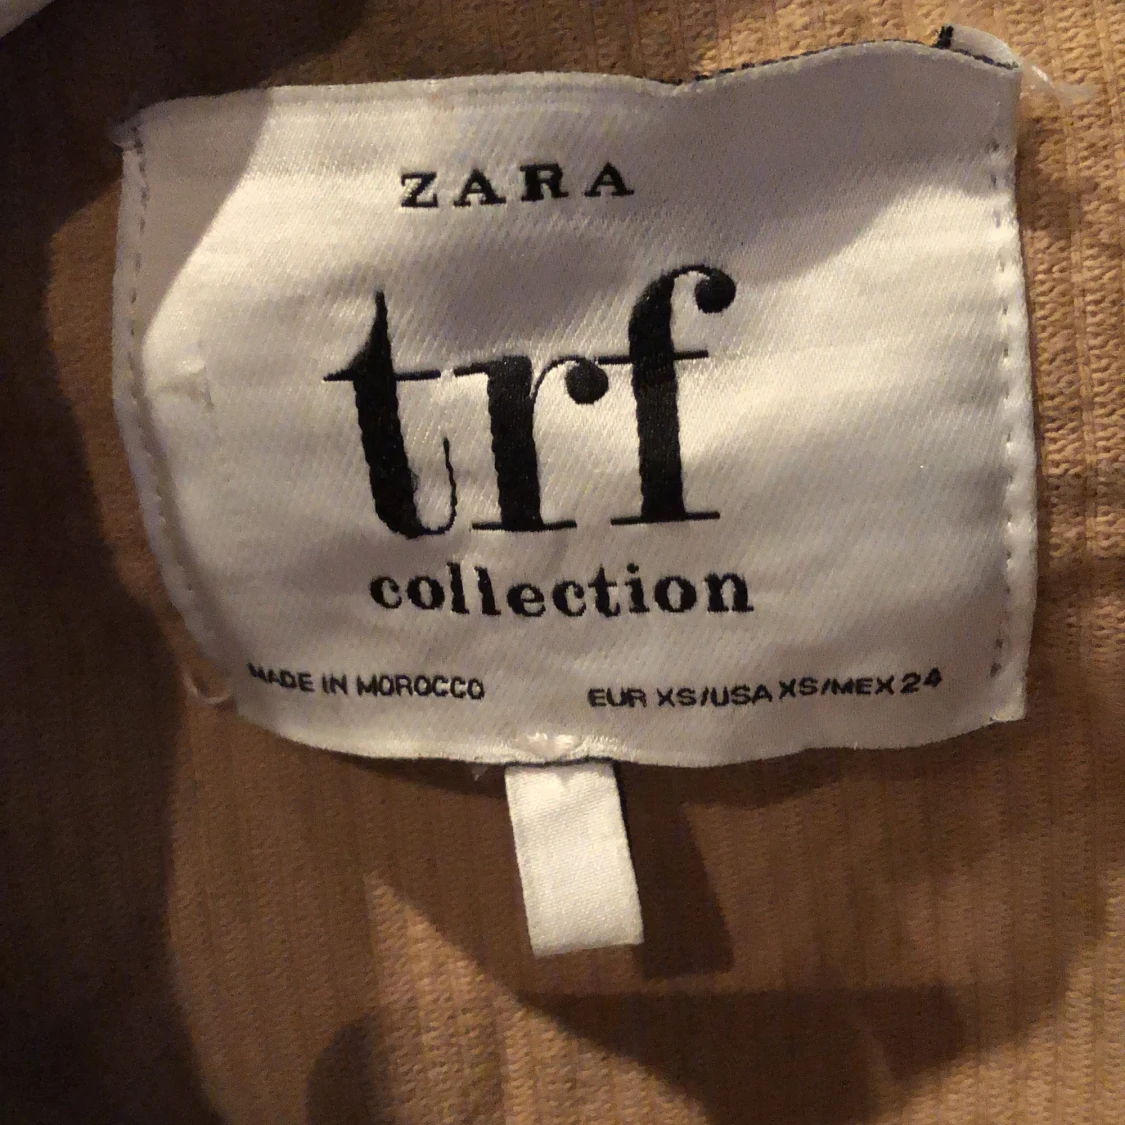 ZARA
trf
collection
MADE IN MOROCCO EUR XS/USA XS/MEX 24